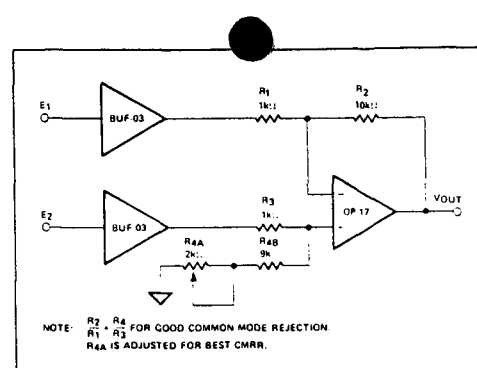 E1
BUF-03
R1
1kΩ
R2
10kΩ
E2
BUF 03
R3
1kΩ
OP 17
VOUT
R4A
2kΩ
R4B
9k
NOTE: R2/R1 = R4/R3 FOR GOOD COMMON MODE REJECTION.
R4A IS ADJUSTED FOR BEST CMRR.